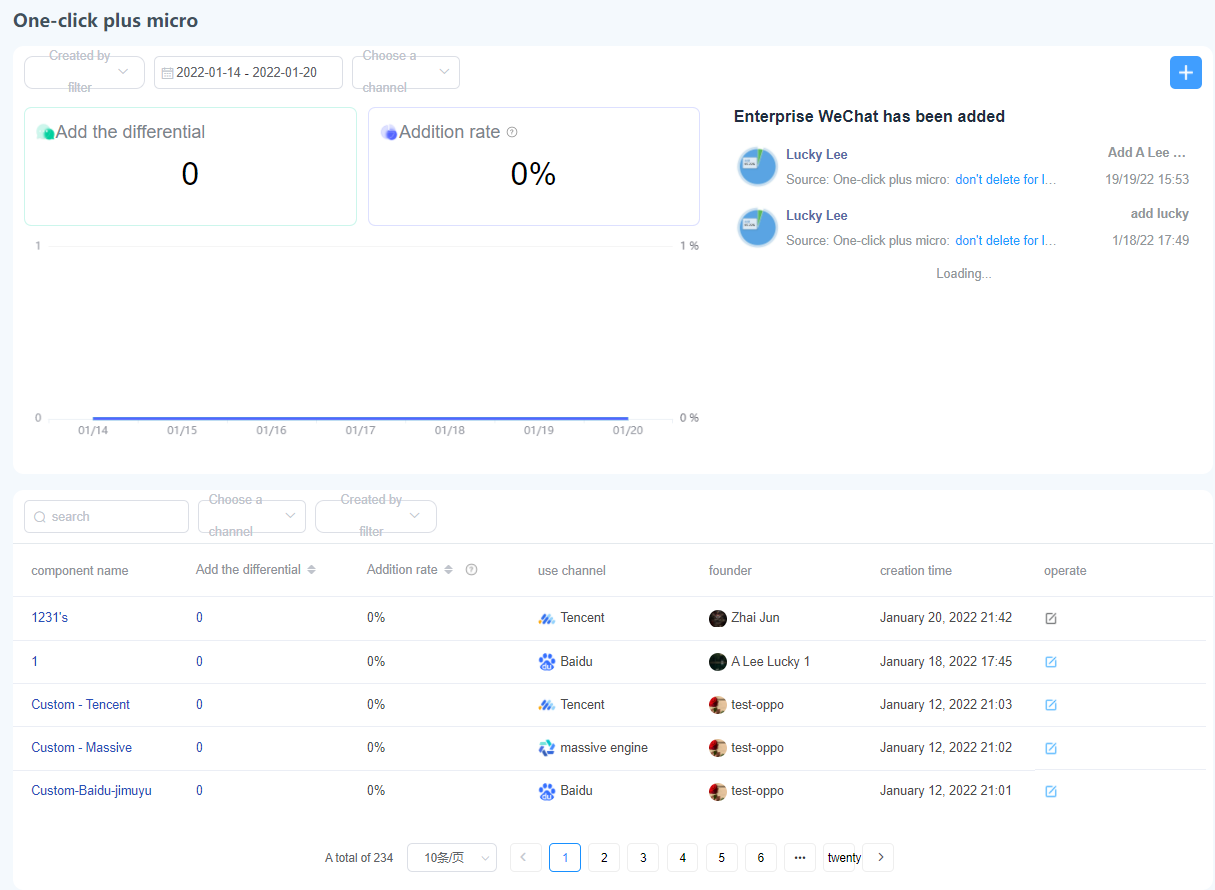 One-click plus micro
Created by filter
2022-01-14 - 2022-01-20
Choose a channel
Add the differential
0
Addition rate
0%
1
1 %
0
0 %
01/14 01/15 01/16 01/17 01/18 01/19 01/20
Enterprise WeChat has been added
Lucky Lee
Add A Lee ...
Source: One-click plus micro: don't delete for l...
19/19/22 15:53
Lucky Lee
add lucky
Source: One-click plus micro: don't delete for l...
1/18/22 17:49
Loading...
search
Choose a channel
Created by filter
component name Add the differential Addition rate use channel founder creation time operate
1231's 0 0% Tencent Zhai Jun January 20, 2022 21:42
1 0 0% Baidu A Lee Lucky 1 January 18, 2022 17:45
Custom - Tencent 0 0% Tencent test-oppo January 12, 2022 21:03
Custom - Massive 0 0% massive engine test-oppo January 12, 2022 21:02
Custom-Baidu-jimuyu 0 0% Baidu test-oppo January 12, 2022 21:01
A total of 234 10条/页 1 2 3 4 5 6 ••• twenty